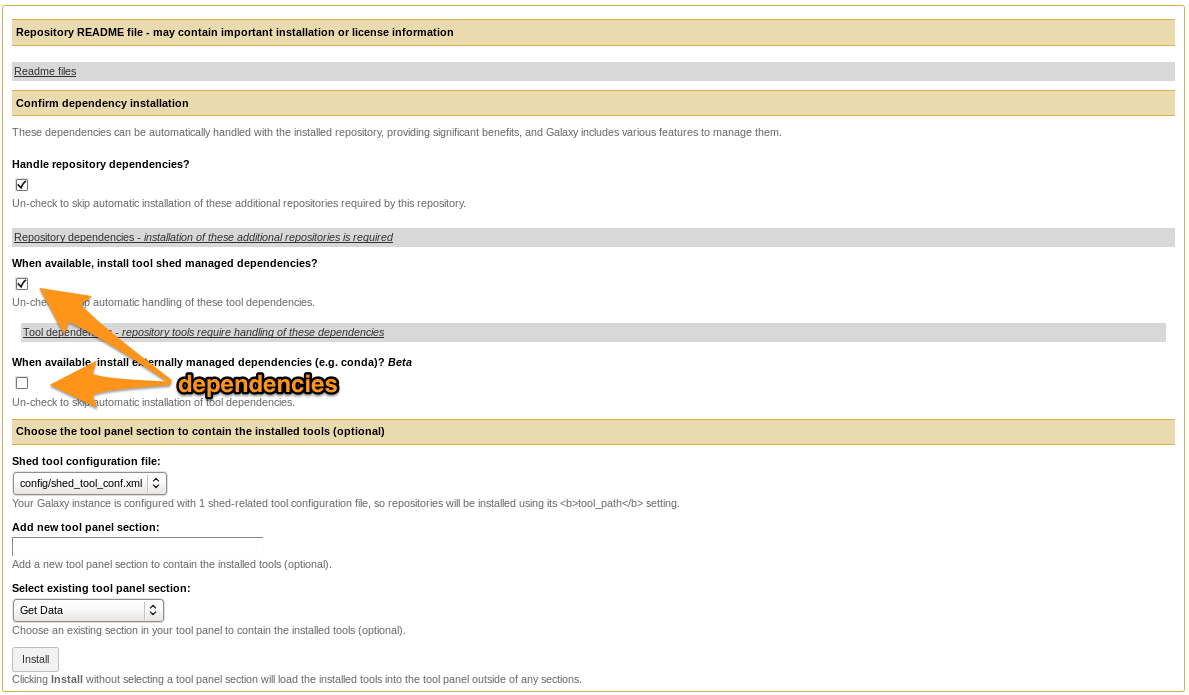 Repository README file - may contain important installation or license information
Readme files
Confirm dependency installation
These dependencies can be automatically handled with the installed repository, providing significant benefits, and Galaxy includes various features to manage them.
Handle repository dependencies?
Un-check to skip automatic installation of these additional repositories required by this repository.
Repository dependencies - installation of these additional repositories is required
When available, install tool shed managed dependencies?
automatic handling of these tool dependencies.
Tool - repository tools require handling of these dependencies
When available, install externally managed dependencies (e.g. conda)? Beta
dependencies
Un-check to skip automatic installation of tool dependencies.
Choose the tool panel section to contain the installed tools (optional)
Shed tool configuration file:
config/shed_tool_conf.xml
Your Galaxy instance is configured with 1 shed-related tool configuration file, so repositories will be installed using its <b>tool_path</b> setting.
Add new tool panel section:
Add a new tool panel section to contain the installed tools (optional).
Select existing tool panel section:
Get Data
Choose an existing section in your tool panel to contain the installed tools (optional).
Install
Clicking Install without selecting a tool panel section will load the installed tools into the tool panel outside of any sections.